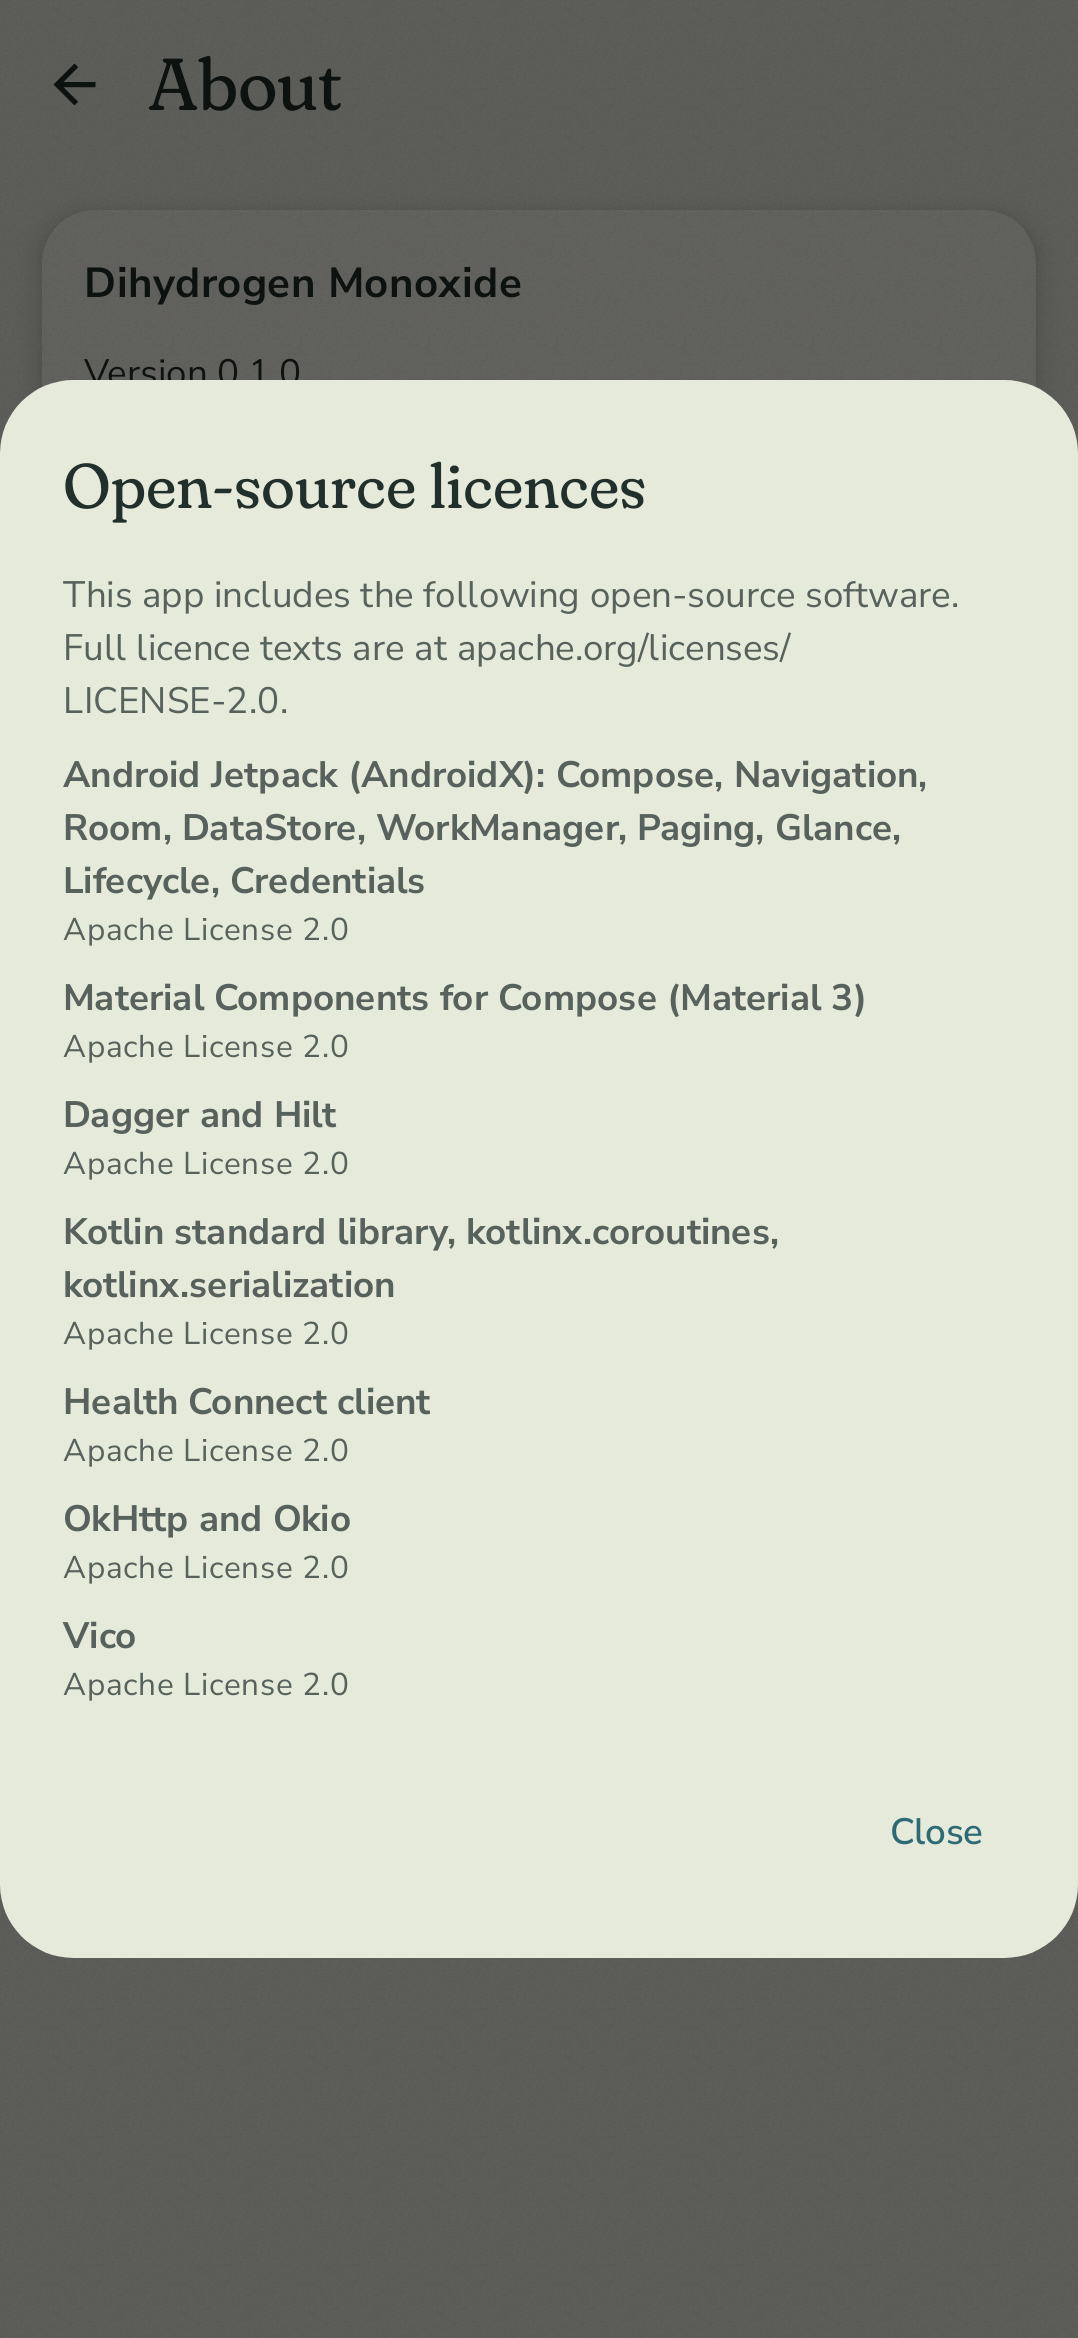 About
Dihydrogen Monoxide
Version 0.1.0
Open-source licences
This app includes the following open-source software.
Full licence texts are at apache.org/licenses/
LICENSE-2.0.
Android Jetpack (AndroidX): Compose, Navigation,
Room, DataStore, WorkManager, Paging, Glance,
Lifecycle, Credentials
Apache License 2.0
Material Components for Compose (Material 3)
Apache License 2.0
Dagger and Hilt
Apache License 2.0
Kotlin standard library, kotlinx.coroutines,
kotlinx.serialization
Apache License 2.0
Health Connect client
Apache License 2.0
OkHttp and Okio
Apache License 2.0
Vico
Apache License 2.0
Close